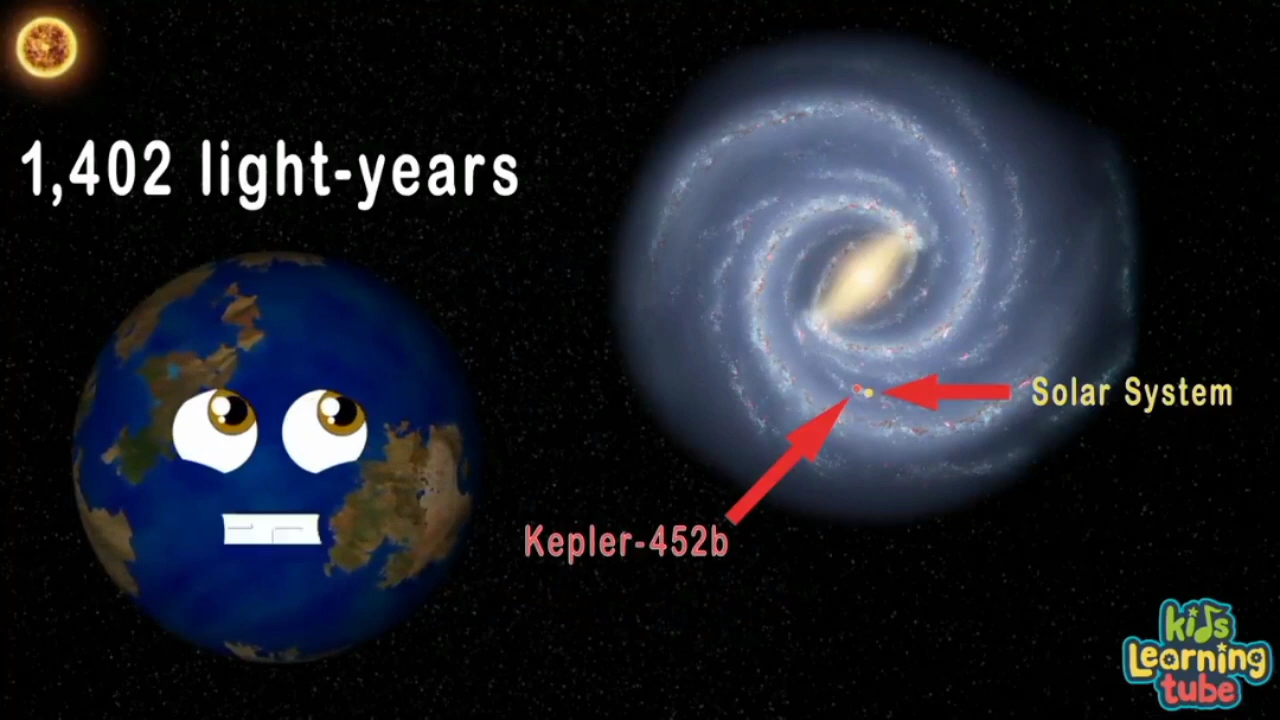 1,402 light-years
Solar System
Kepler-452b
kids
Learning
tube